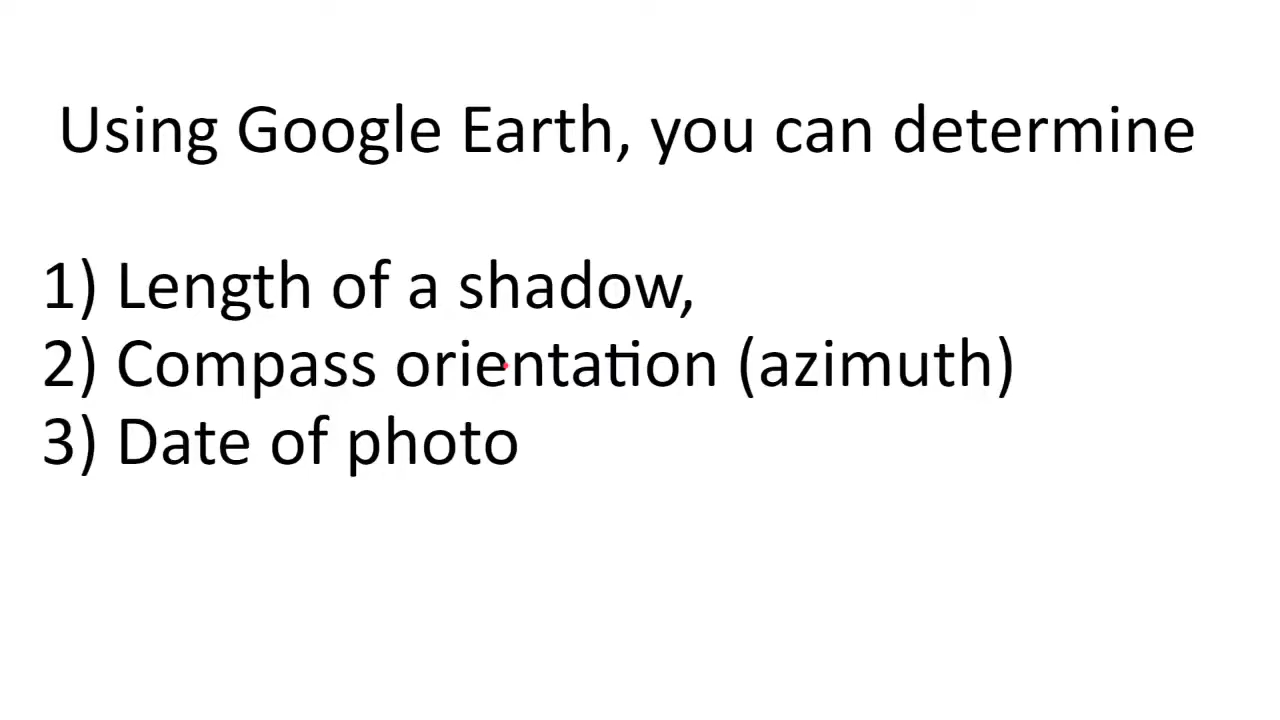 Using Google Earth, you can determine
1) Length of a shadow,
2) Compass orientation (azimuth)
3) Date of photo